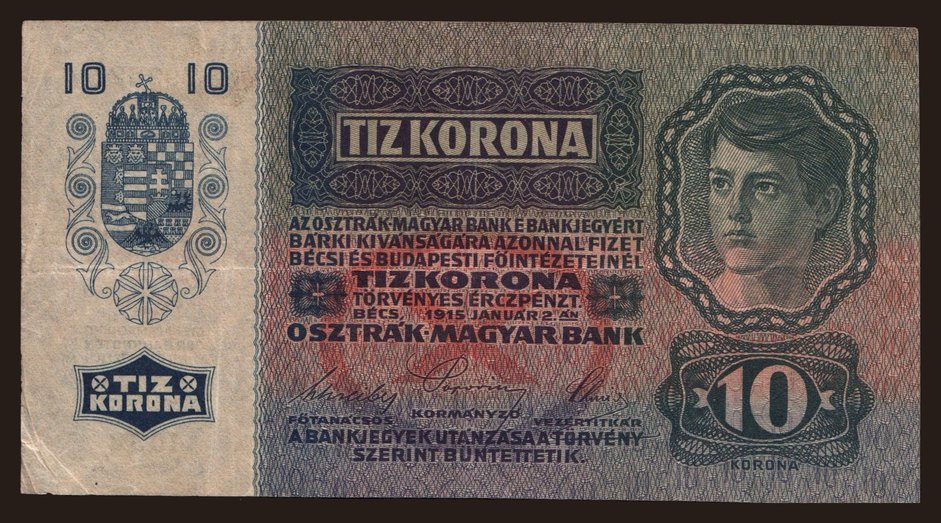 10 10
TIZ KORONA
AZ OSZTRÁK-MAGYAR BANK E BANKJEGYÉRT
BÁRKI KIVÁNSÁGÁRA AZONNAL FIZET
BÉCSI ÉS BUDAPESTI FŐINTÉZETEINÉL
TIZ KORONA
TÖRVÉNYES ÉRCZPÉNZT.
BÉCS, 1915 JANUÁR 2.ÁN
OSZTRÁK-MAGYAR BANK
FŐTANÁCSOS. KORMÁNYZÓ VEZÉRTITKÁR
A BANKJEGYEK UTÁNZÁSA A TÖRVÉNY
SZERINT BÜNTETTETIK.
TIZ
KORONA
10
KORONA